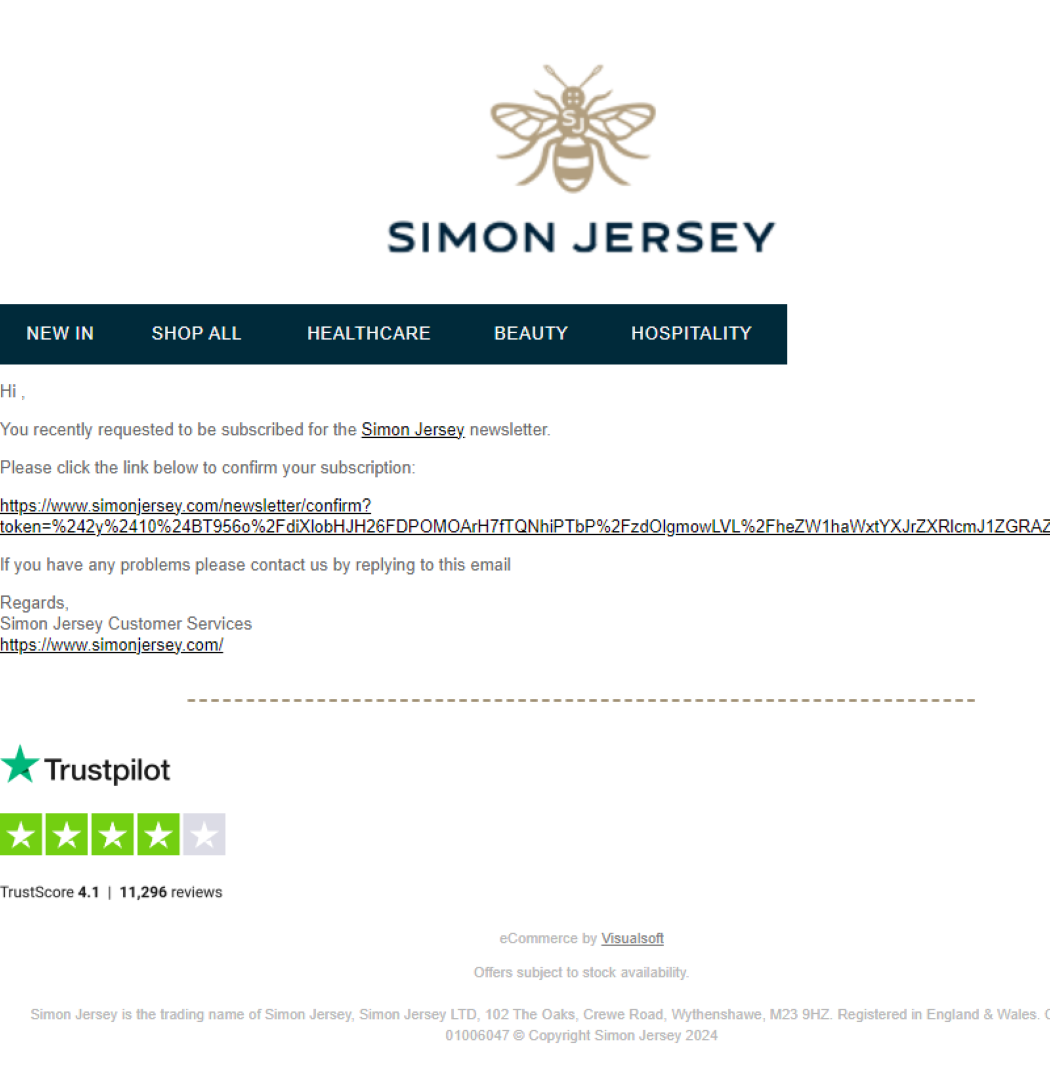 SJ
SIMON JERSEY
NEW IN SHOP ALL HEALTHCARE BEAUTY HOSPITALITY
Hi ,
You recently requested to be subscribed for the Simon Jersey newsletter.
Please click the link below to confirm your subscription:
https://www.simonjersey.com/newsletter/confirm?
token=%242y%2410%24BT956o%2FdiXlobHJH26FDPOMOArH7fTQNhiPTbP%2FzdOlgmowLVL%2FheZW1haWxtYXJrZXRlcmJ1ZGRAZ
If you have any problems please contact us by replying to this email
Regards,
Simon Jersey Customer Services
https://www.simonjersey.com/
Trustpilot
TrustScore 4.1 | 11,296 reviews
eCommerce by Visualsoft
Offers subject to stock availability.
Simon Jersey is the trading name of Simon Jersey, Simon Jersey LTD, 102 The Oaks, Crewe Road, Wythenshawe, M23 9HZ. Registered in England & Wales.
01006047 © Copyright Simon Jersey 2024